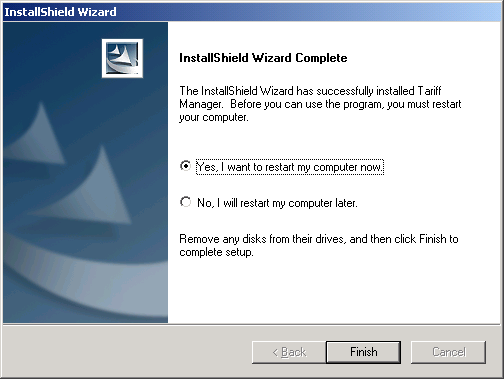 InstallShield Wizard
InstallShield Wizard Complete
The InstallShield Wizard has successfully installed Tariff
Manager. Before you can use the program, you must restart
your computer.
Yes, I want to restart my computer now.
No, I will restart my computer later.
Remove any disks from their drives, and then click Finish to
complete setup.
< Back
Finish
Cancel